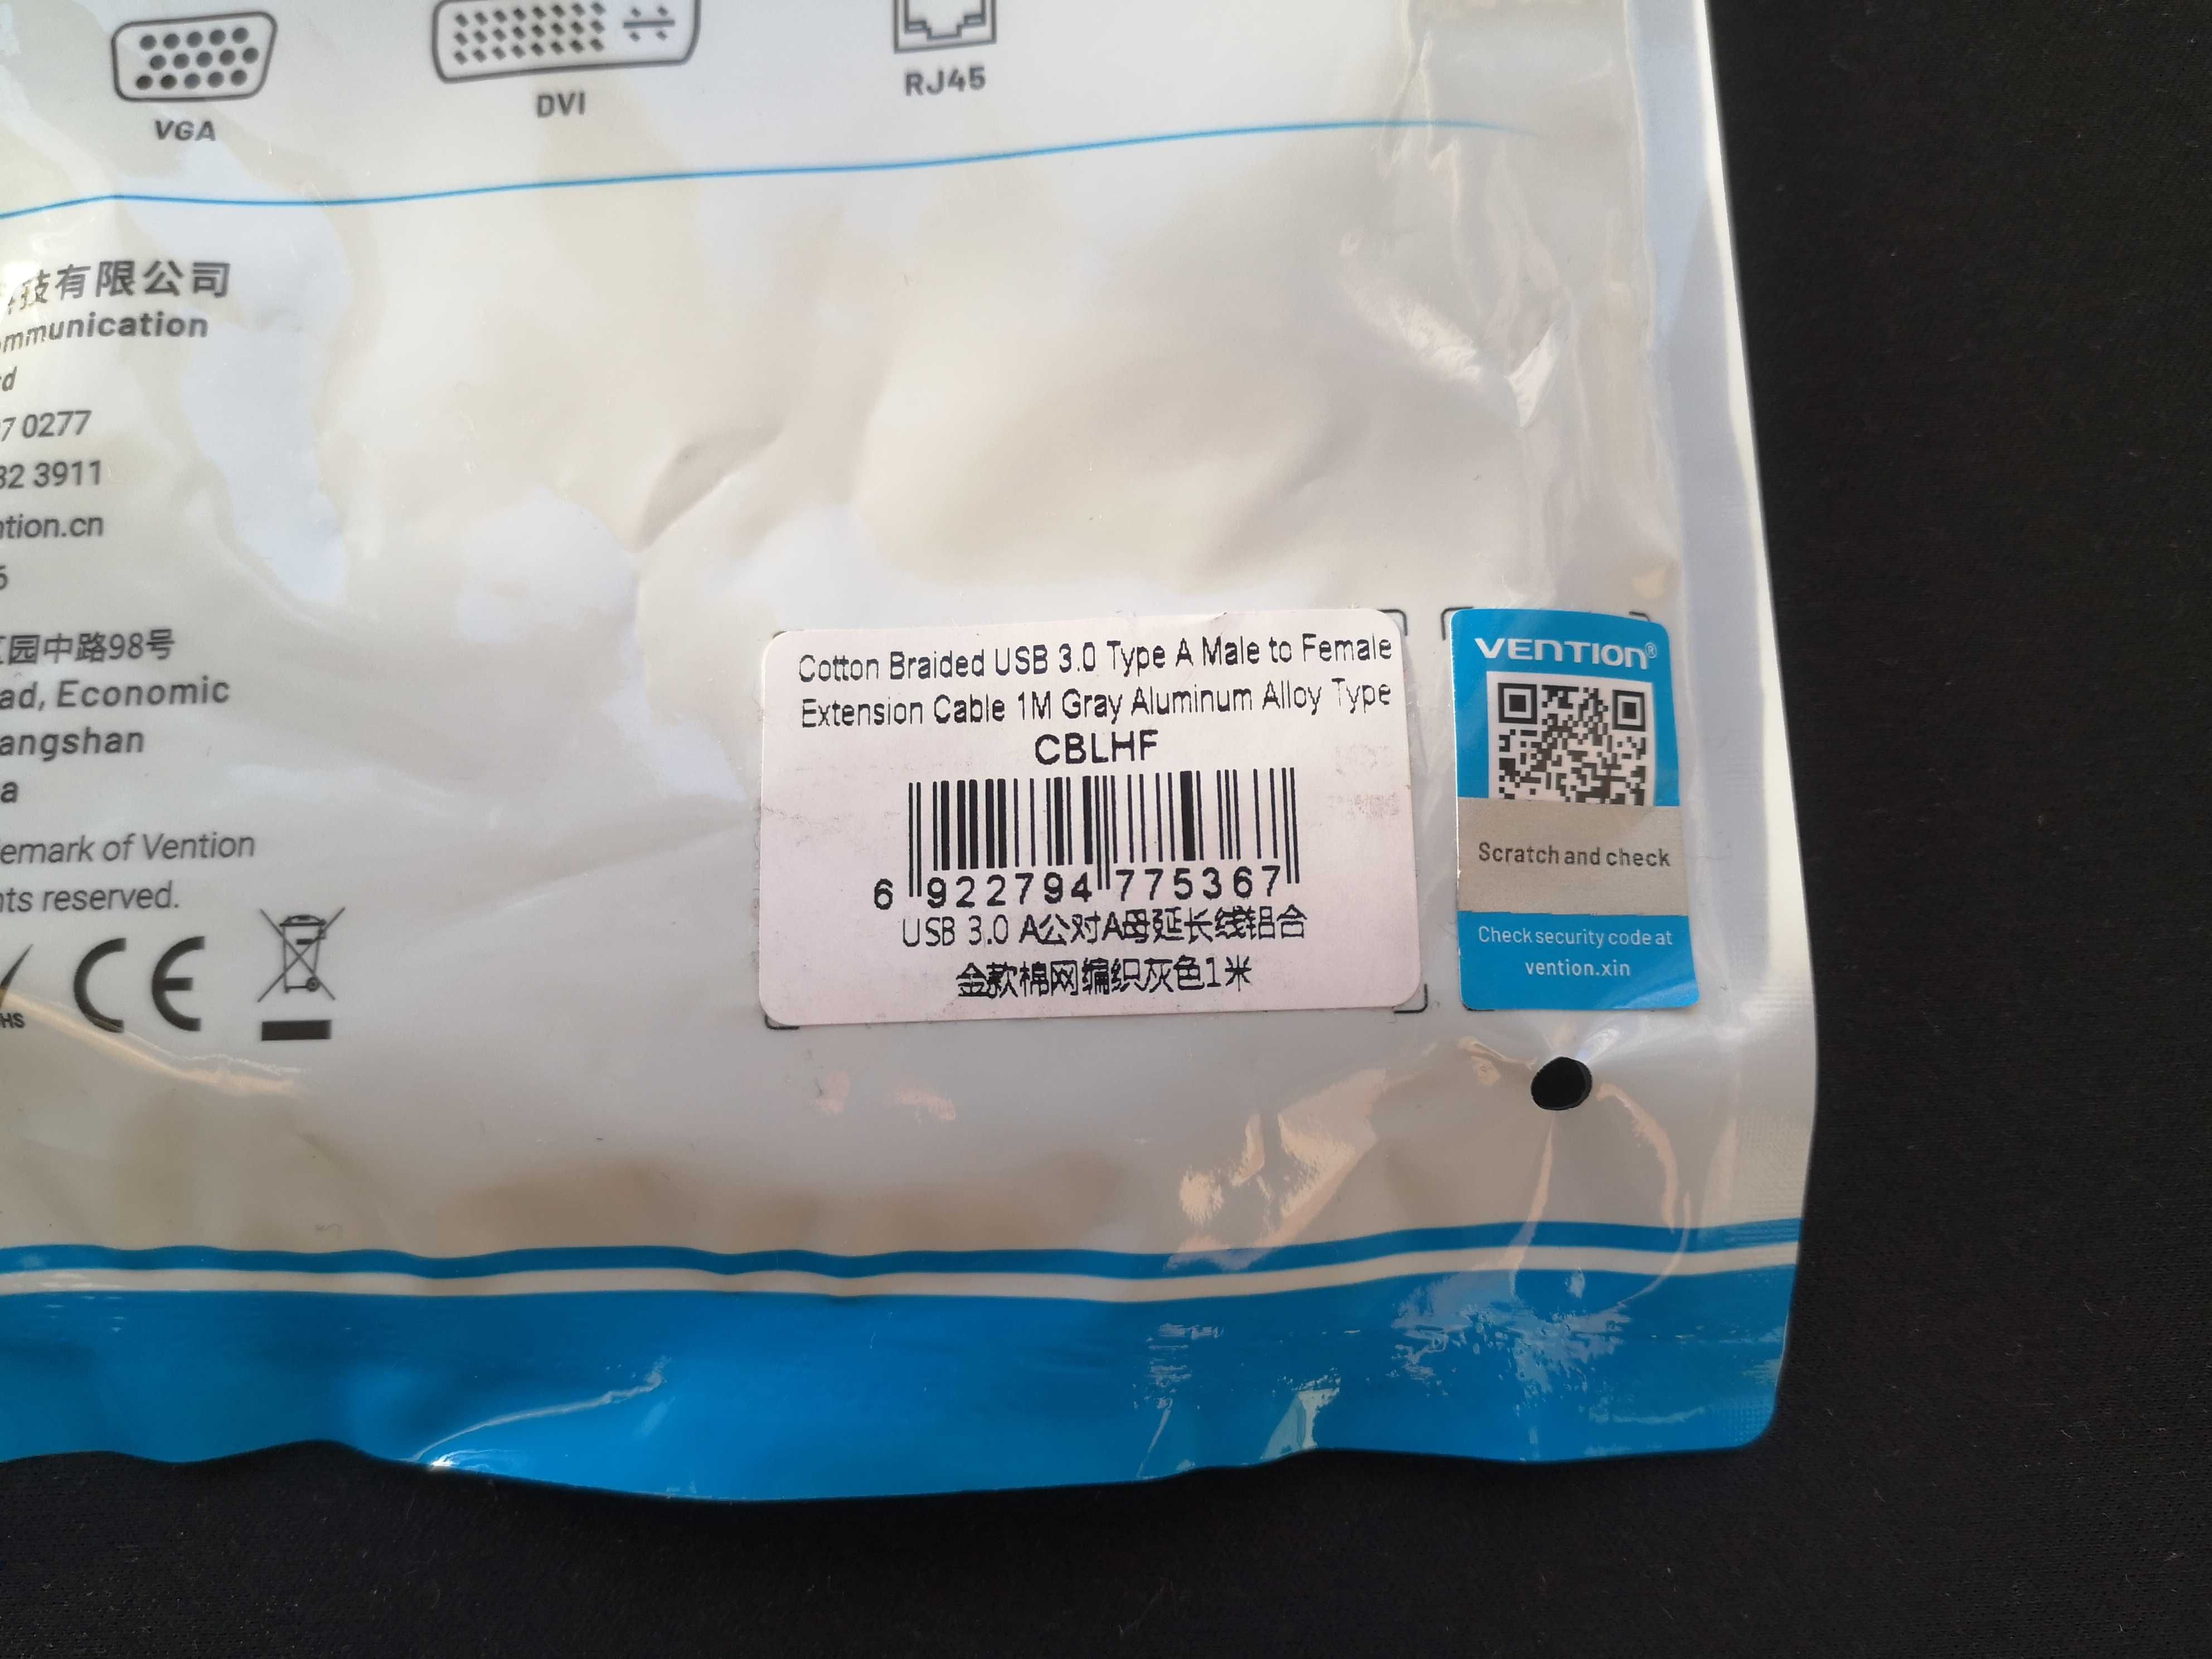 VGA
DVI
RJ45
技有限公司
mmunication
7 0277
32 3911
ntion.cn
园中路98号
ad, Economic
angshan
a
emark of Vention
nts reserved.
CE
HS
Cotton Braided USB 3.0 Type A Male to Female
Extension Cable 1M Gray Aluminum Alloy Type
CBLHF
6 922794 775367
USB 3.0 A公对A母延长线铝合
金款棉网编织灰色1米
VENTION®
Scratch and check
Check security code at
vention.xin